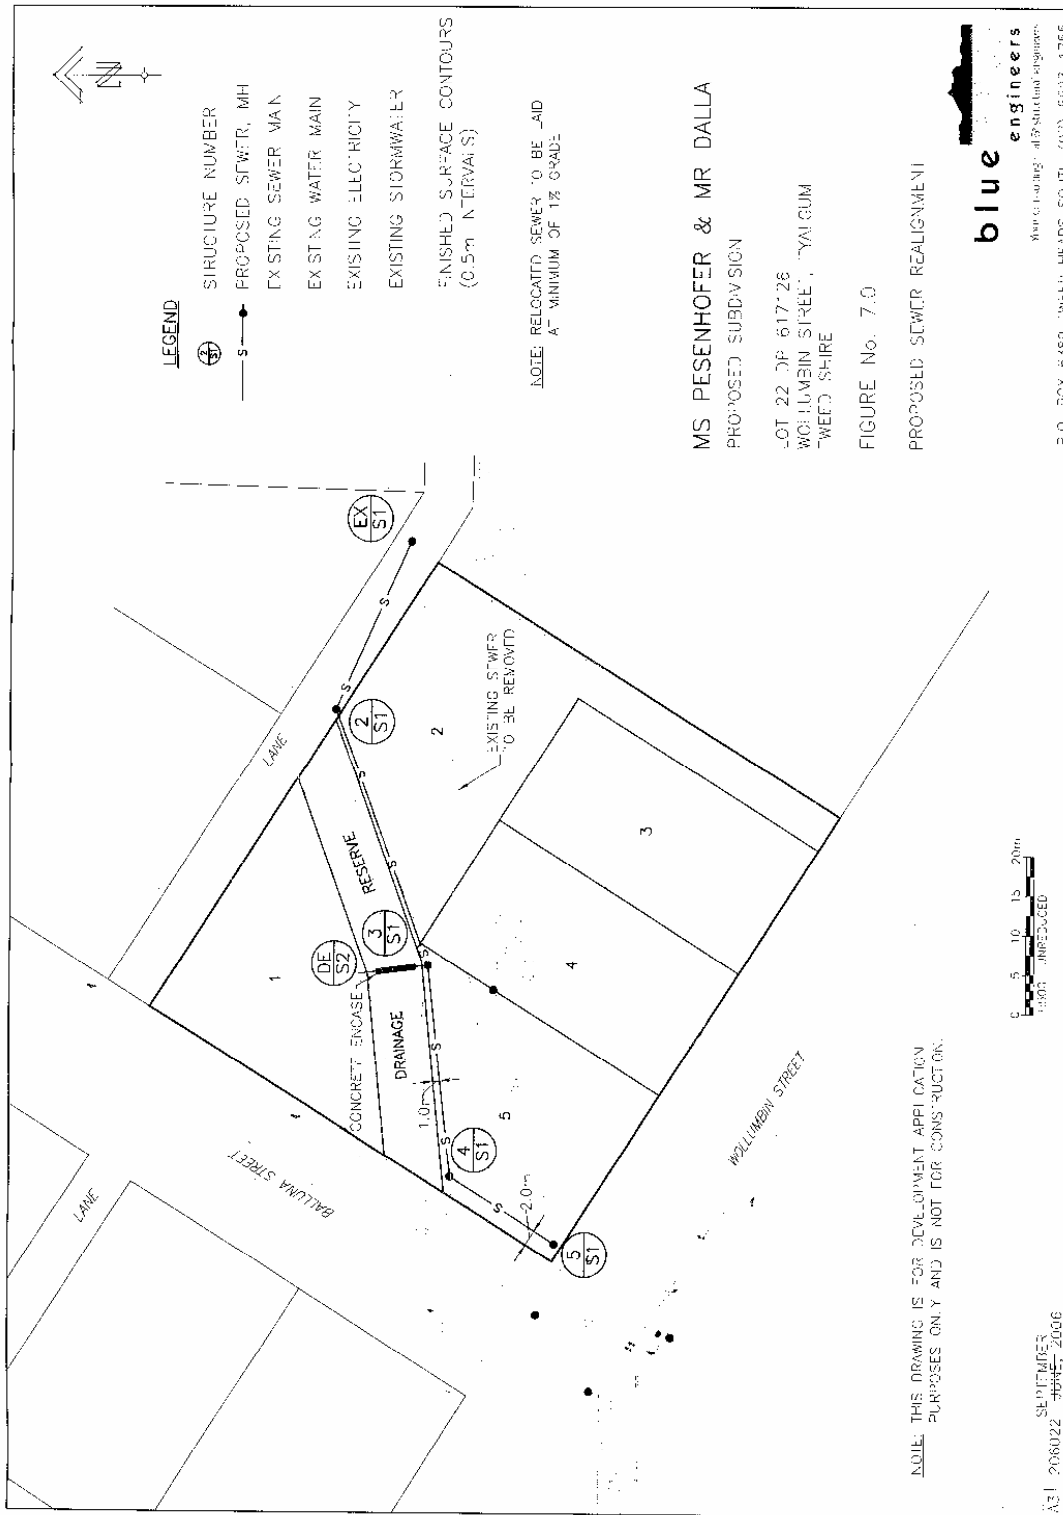 LEGEND
2
S1
STRUCTURE NUMBER
S
PROPOSED SEWER, MH
EXISTING SEWER MAIN
EXISTING WATER MAIN
EXISTING ELECTRICITY
EXISTING STORMWATER
FINISHED SURFACE CONTOURS
(0.5m INTERVALS)
NOTE: RELOCATED SEWER TO BE LAID
AT MINIMUM OF 1% GRADE
LANE
BALLUNA STREET
LANE
WOLLUMBIN STREET
1
2
3
4
5
RESERVE
DRAINAGE
CONCRETE ENCASE
EXISTING SEWER
TO BE REMOVED
EX
S1
2
S1
3
S1
DE
S2
4
S1
5
S1
S
S
S
S
S
S
S
S
1.0m
2.0m
MS PESENHOFER & MR DALLA
PROPOSED SUBDIVISION
LOT 22 DP 617126
WOLLUMBIN STREET, TYALGUM
TWEED SHIRE
FIGURE No. 7.0
PROPOSED SEWER REALIGNMENT
blue
engineers
NOTE: THIS DRAWING IS FOR DEVELOPMENT APPLICATION
PURPOSES ONLY AND IS NOT FOR CONSTRUCTION.
0 5 10 15 20m
UNREDUCED
SEPTEMBER
206022 JUNE, 2006